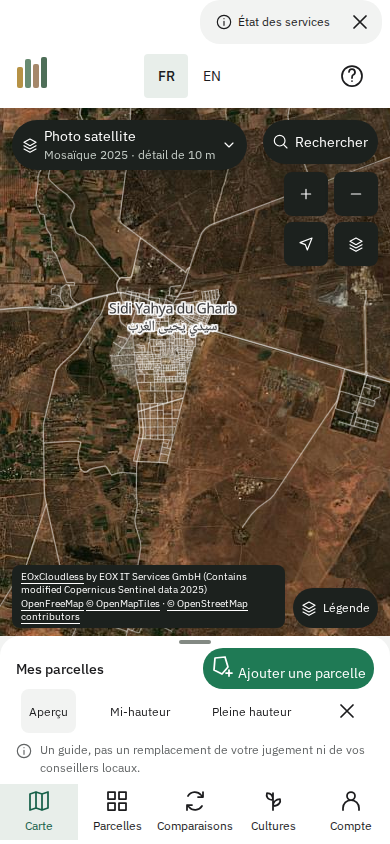 État des services
FR
EN
Photo satellite
Mosaïque 2025 · détail de 10 m
Rechercher
Sidi Yahya du Gharb
سيدي يحيى الغرب
EOxCloudless by EOX IT Services GmbH (Contains
modified Copernicus Sentinel data 2025)
OpenFreeMap © OpenMapTiles · © OpenStreetMap
contributors
Légende
Mes parcelles
Ajouter une parcelle
Aperçu
Mi-hauteur
Pleine hauteur
Un guide, pas un remplacement de votre jugement ni de vos
conseillers locaux.
Carte
Parcelles
Comparaisons
Cultures
Compte